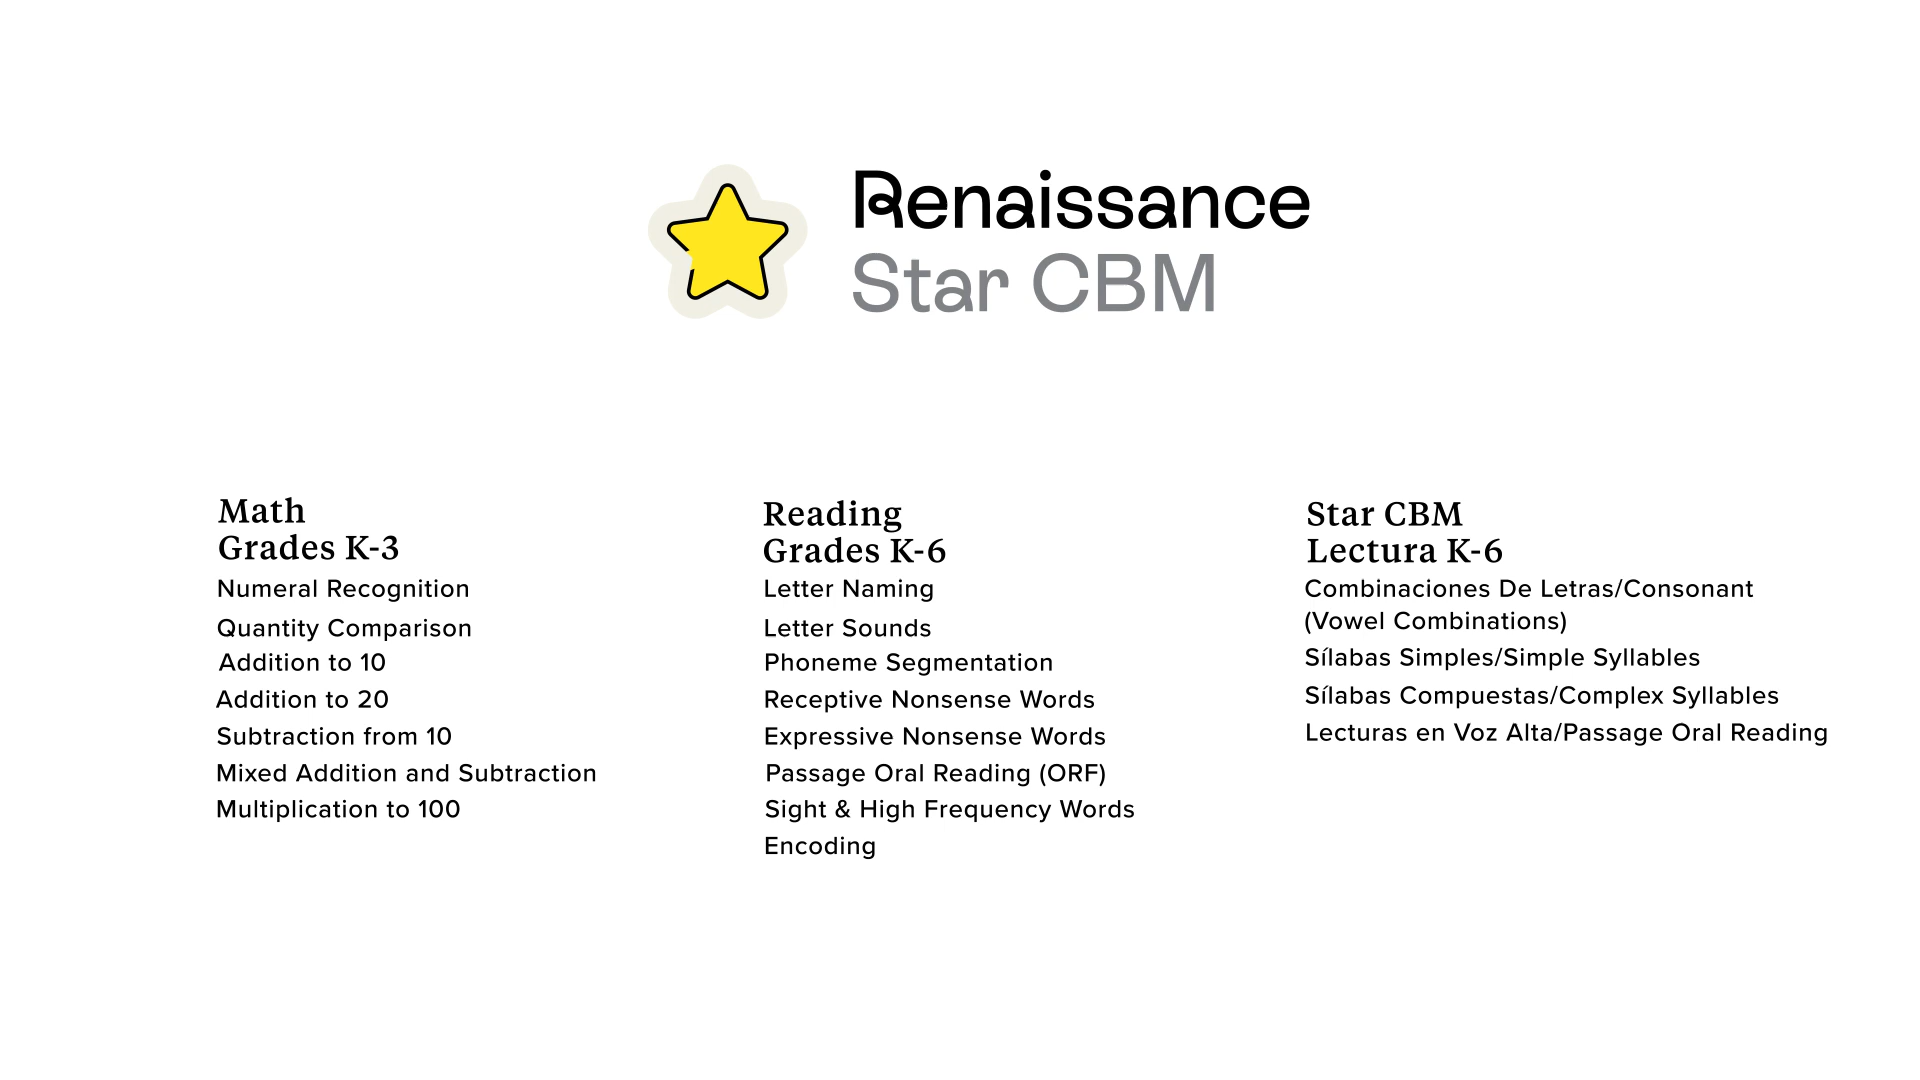 Renaissance
Star CBM
Math
Grades K-3
Numeral Recognition
Quantity Comparison
Addition to 10
Addition to 20
Subtraction from 10
Mixed Addition and Subtraction
Multiplication to 100
Reading
Grades K-6
Letter Naming
Letter Sounds
Phoneme Segmentation
Receptive Nonsense Words
Expressive Nonsense Words
Passage Oral Reading (ORF)
Sight & High Frequency Words
Encoding
Star CBM
Lectura K-6
Combinaciones De Letras/Consonant
(Vowel Combinations)
Sílabas Simples/Simple Syllables
Sílabas Compuestas/Complex Syllables
Lecturas en Voz Alta/Passage Oral Reading